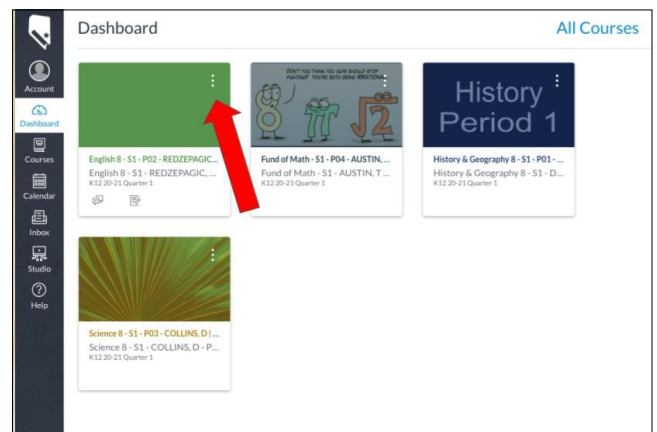 Dashboard
All Courses
Account
Dashboard
Courses
Calendar
Inbox
Studio
Help
English 8 - S1 - P02 - REDZEPAGIC...
English 8 - S1 - REDZEPAGIC, ...
K12 20-21 Quarter 1
DON'T YOU THINK YOU GUYS SHOULD STOP
FIGHTING? YOU'RE BOTH BEING IRRATIONAL
8 π √2
Fund of Math - S1 - P04 - AUSTIN, ...
Fund of Math - S1 - AUSTIN, T ...
K12 20-21 Quarter 1
History
Period 1
History & Geography 8 - S1 - P01 - ...
History & Geography 8 - S1 - D...
K12 20-21 Quarter 1
Science 8 - S1 - P03 - COLLINS, D | ...
Science 8 - S1 - COLLINS, D - P...
K12 20-21 Quarter 1